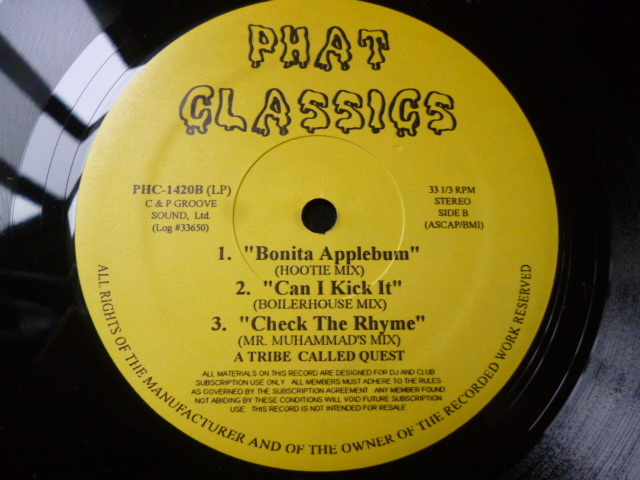 PHAT
CLASSICS
PHC-1420B (LP)
C & P GROOVE
SOUND, Ltd.
(Log #33650)
33 1/3 RPM
STEREO
SIDE B
(ASCAP/BMI)
1. "Bonita Applebum"
(HOOTIE MIX)
2. "Can I Kick It"
(BOILERHOUSE MIX)
3. "Check The Rhyme"
(MR. MUHAMMAD'S MIX)
A TRIBE CALLED QUEST
ALL MATERIALS ON THIS RECORD ARE DESIGNED FOR DJ AND CLUB
SUBSCRIPTION USE ONLY. ALL MEMBERS MUST ADHERE TO THE RULES
AS GOVERNED BY THE SUBSCRIPTION AGREEMENT ANY MEMBER FOUND
NOT ABIDING BY THESE CONDITIONS WILL VOID FUTURE SUBSCRIPTION
USE. THIS RECORD IS NOT INTENDED FOR RESALE
ALL RIGHTS OF THE MANUFACTURER AND OF THE OWNER OF THE RECORDED WORK RESERVED